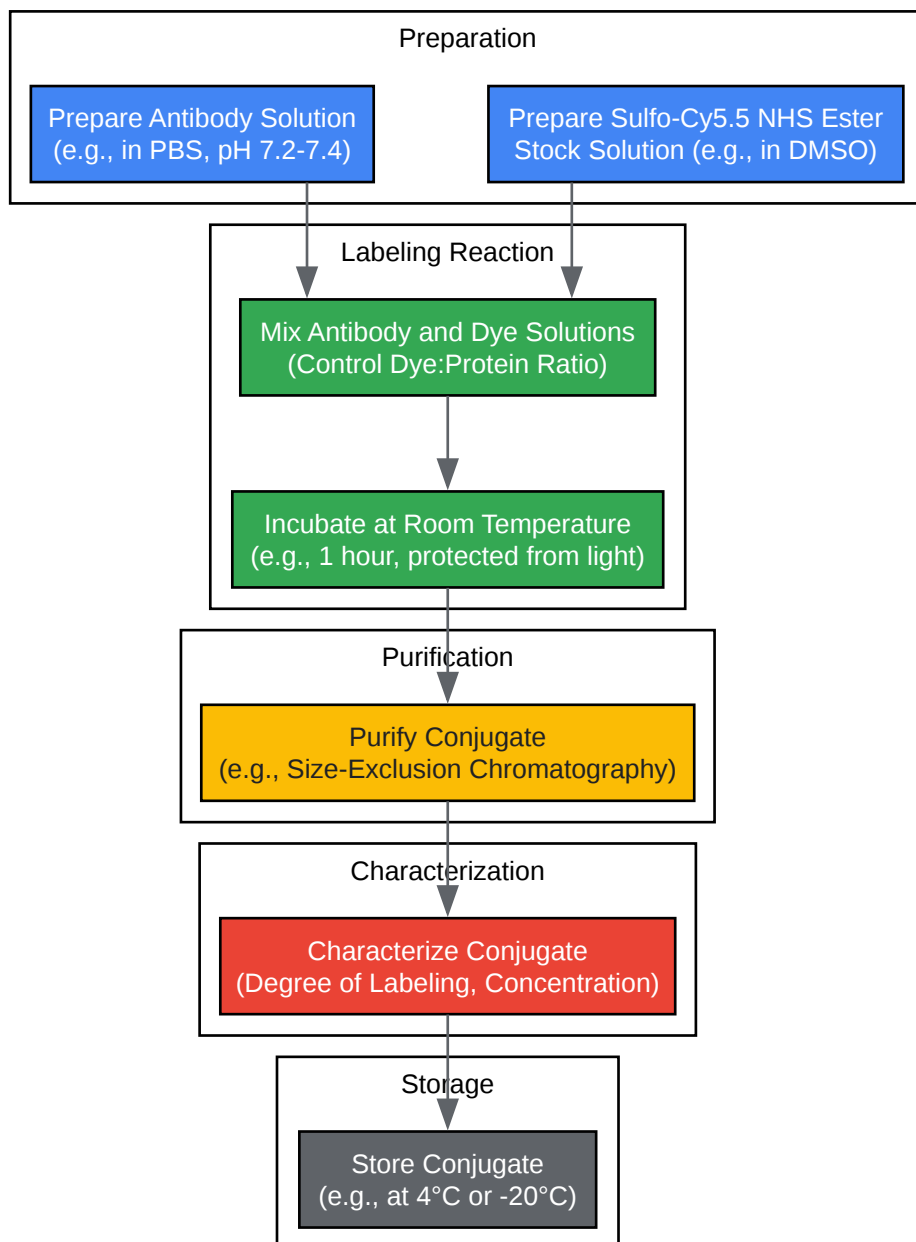 Preparation
Prepare Antibody Solution
(e.g., in PBS, pH 7.2-7.4)
Prepare Sulfo-Cy5.5 NHS Ester
Stock Solution (e.g., in DMSO)
Labeling Reaction
Mix Antibody and Dye Solutions
(Control Dye:Protein Ratio)
Incubate at Room Temperature
(e.g., 1 hour, protected from light)
Purification
Purify Conjugate
(e.g., Size-Exclusion Chromatography)
Characterization
Characterize Conjugate
(Degree of Labeling, Concentration)
Storage
Store Conjugate
(e.g., at 4°C or -20°C)